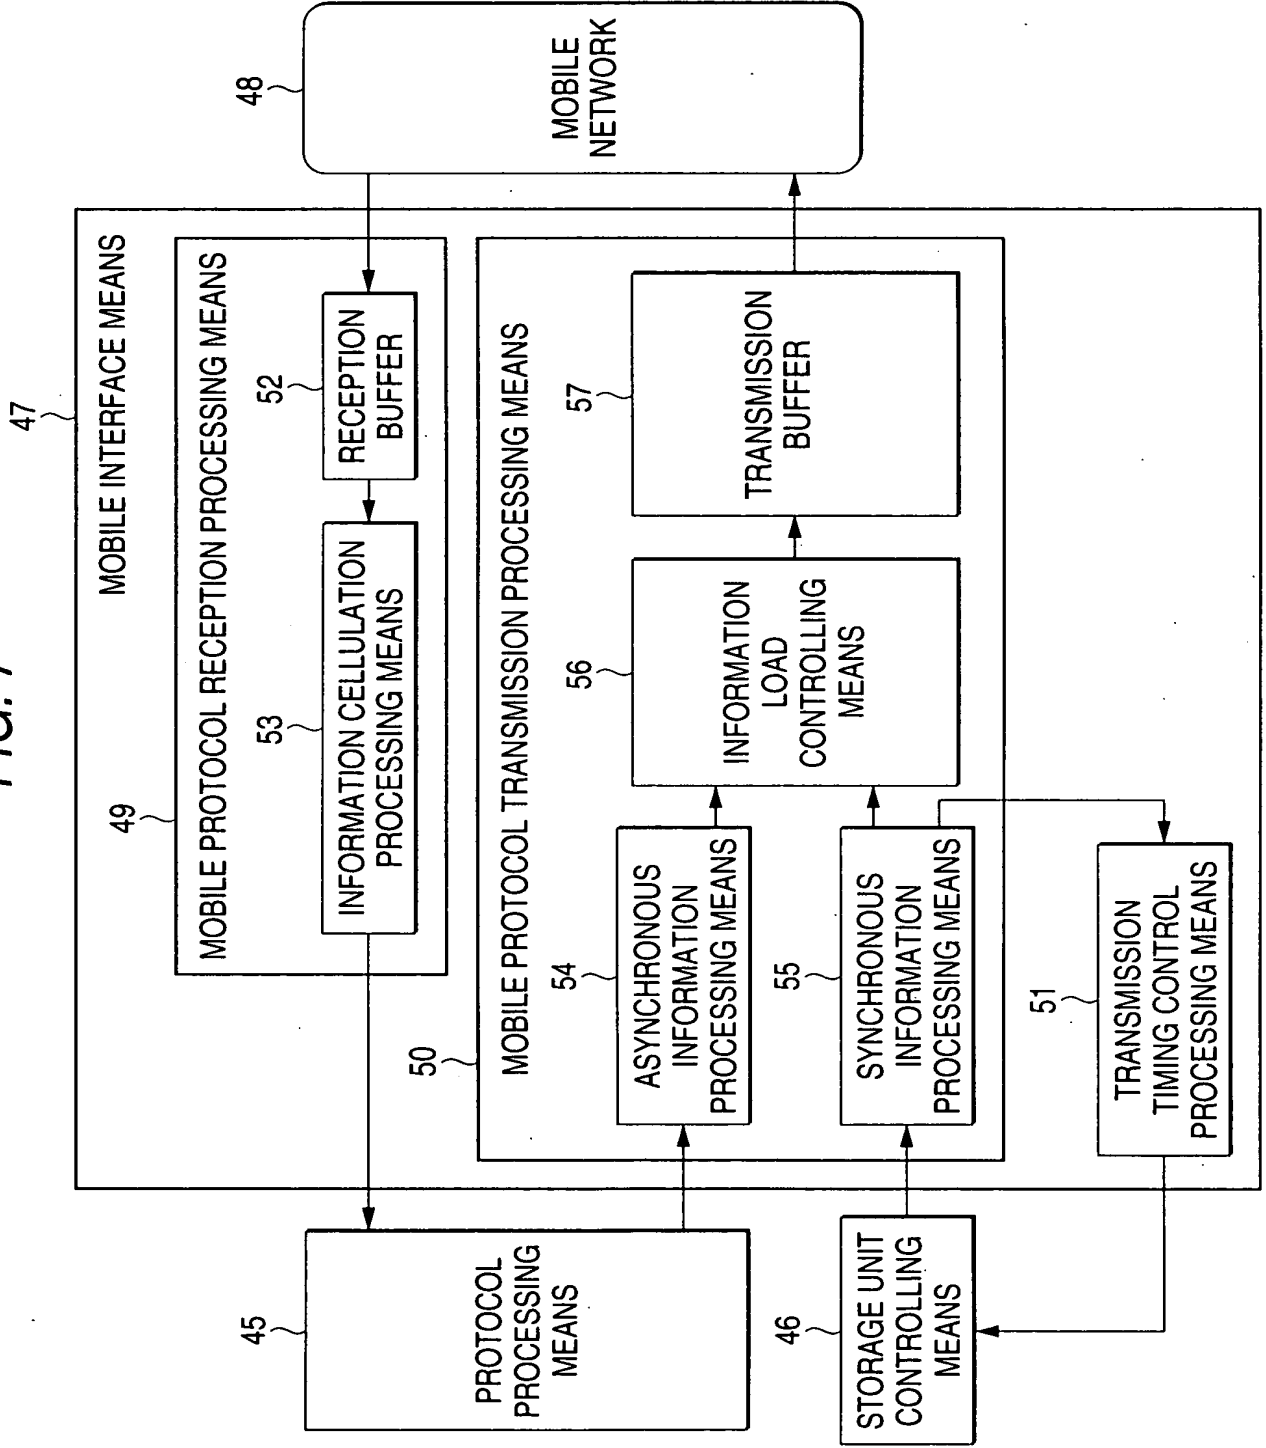 FIG. 7
47
MOBILE INTERFACE MEANS
49
MOBILE PROTOCOL RECEPTION PROCESSING MEANS
53
INFORMATION CELLULATION
PROCESSING MEANS
52
RECEPTION
BUFFER
48
MOBILE
NETWORK
45
PROTOCOL
PROCESSING
MEANS
50
MOBILE PROTOCOL TRANSMISSION PROCESSING MEANS
54
ASYNCHRONOUS
INFORMATION
PROCESSING MEANS
56
INFORMATION
LOAD
CONTROLLING
MEANS
57
TRANSMISSION
BUFFER
46
STORAGE UNIT
CONTROLLING
MEANS
55
SYNCHRONOUS
INFORMATION
PROCESSING MEANS
51
TRANSMISSION
TIMING CONTROL
PROCESSING MEANS